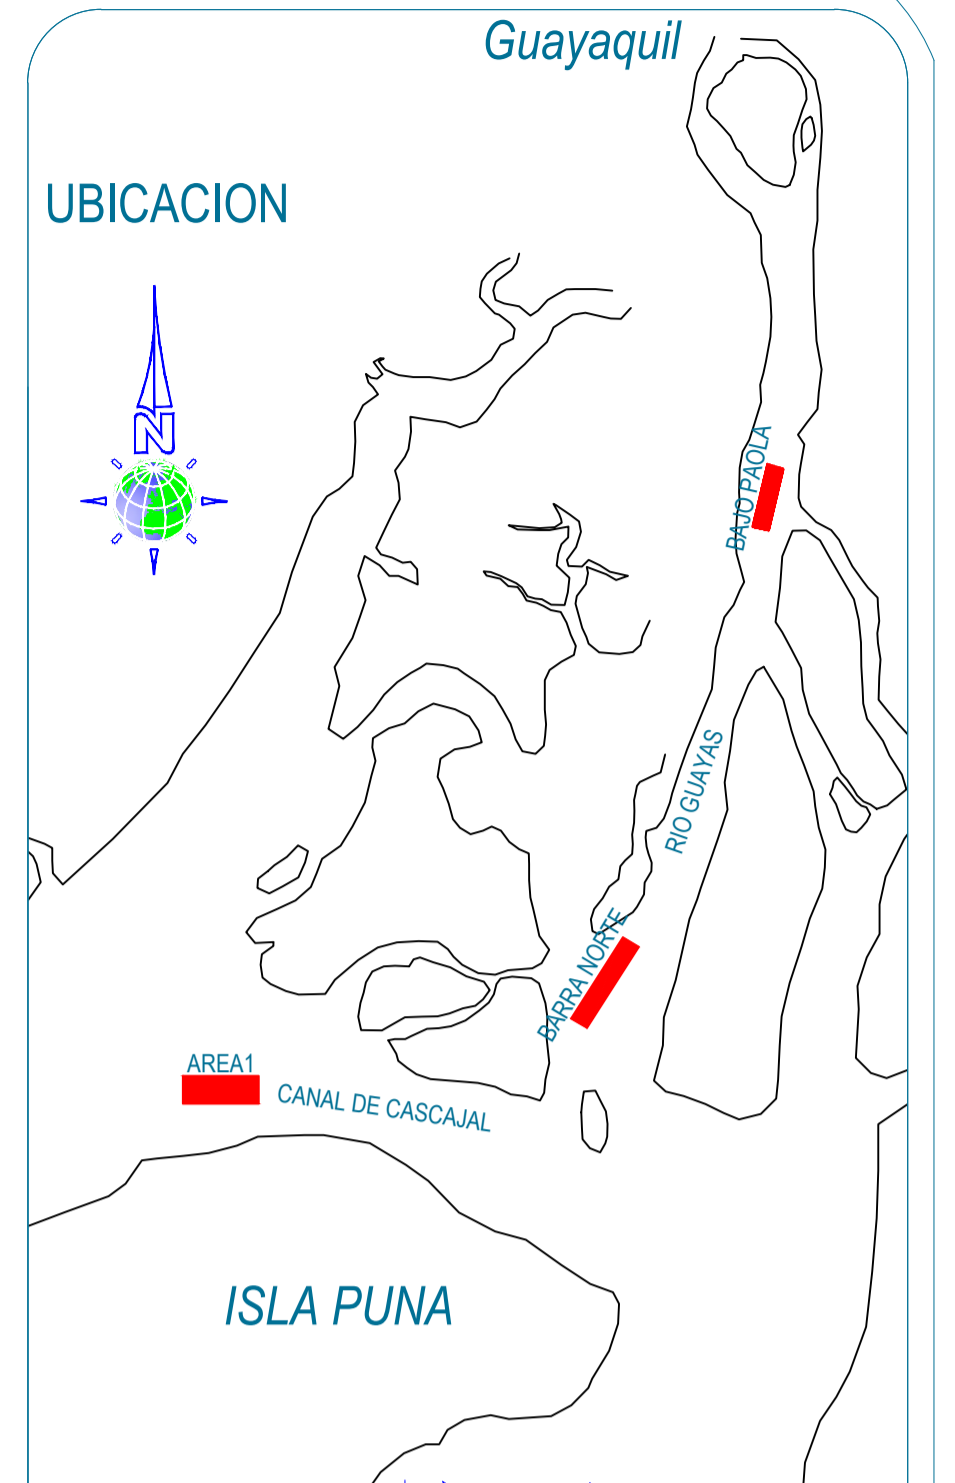 Guayaquil
UBICACION
N
BAJO PAOLA
RIO GUAYAS
BARRA NORTE
AREA1
CANAL DE CASCAJAL
ISLA PUNA